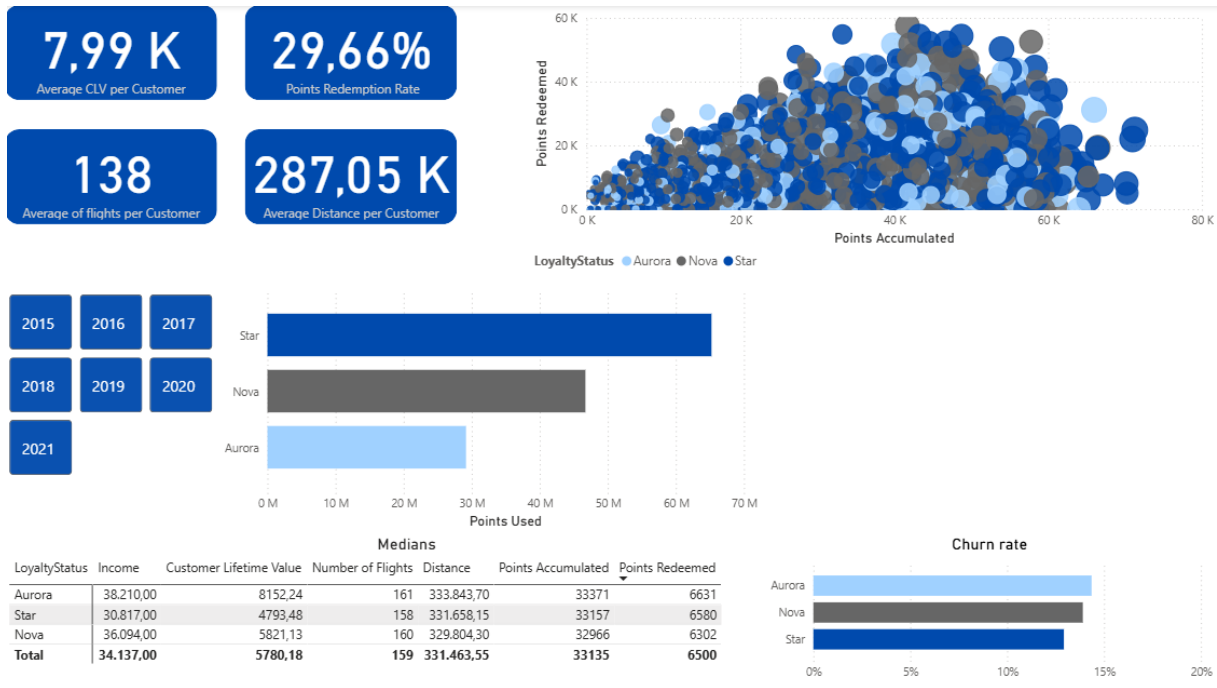 7,99 K
Average CLV per Customer
29,66%
Points Redemption Rate
138
Average of flights per Customer
287,05 K
Average Distance per Customer
60 K
40 K
20 K
0 K
Points Redeemed
0 K 20 K 40 K 60 K 80 K
Points Accumulated
LoyaltyStatus Aurora Nova Star
2015 2016 2017
2018 2019 2020
2021
Star
Nova
Aurora
0 M 10 M 20 M 30 M 40 M 50 M 60 M 70 M
Points Used
Medians
LoyaltyStatus Income Customer Lifetime Value Number of Flights Distance Points Accumulated Points Redeemed
Aurora 38.210,00 8152,24 161 333.843,70 33371 6631
Star 30.817,00 4793,48 158 331.658,15 33157 6580
Nova 36.094,00 5821,13 160 329.804,30 32966 6302
Total 34.137,00 5780,18 159 331.463,55 33135 6500
Churn rate
Aurora
Nova
Star
0% 5% 10% 15% 20%